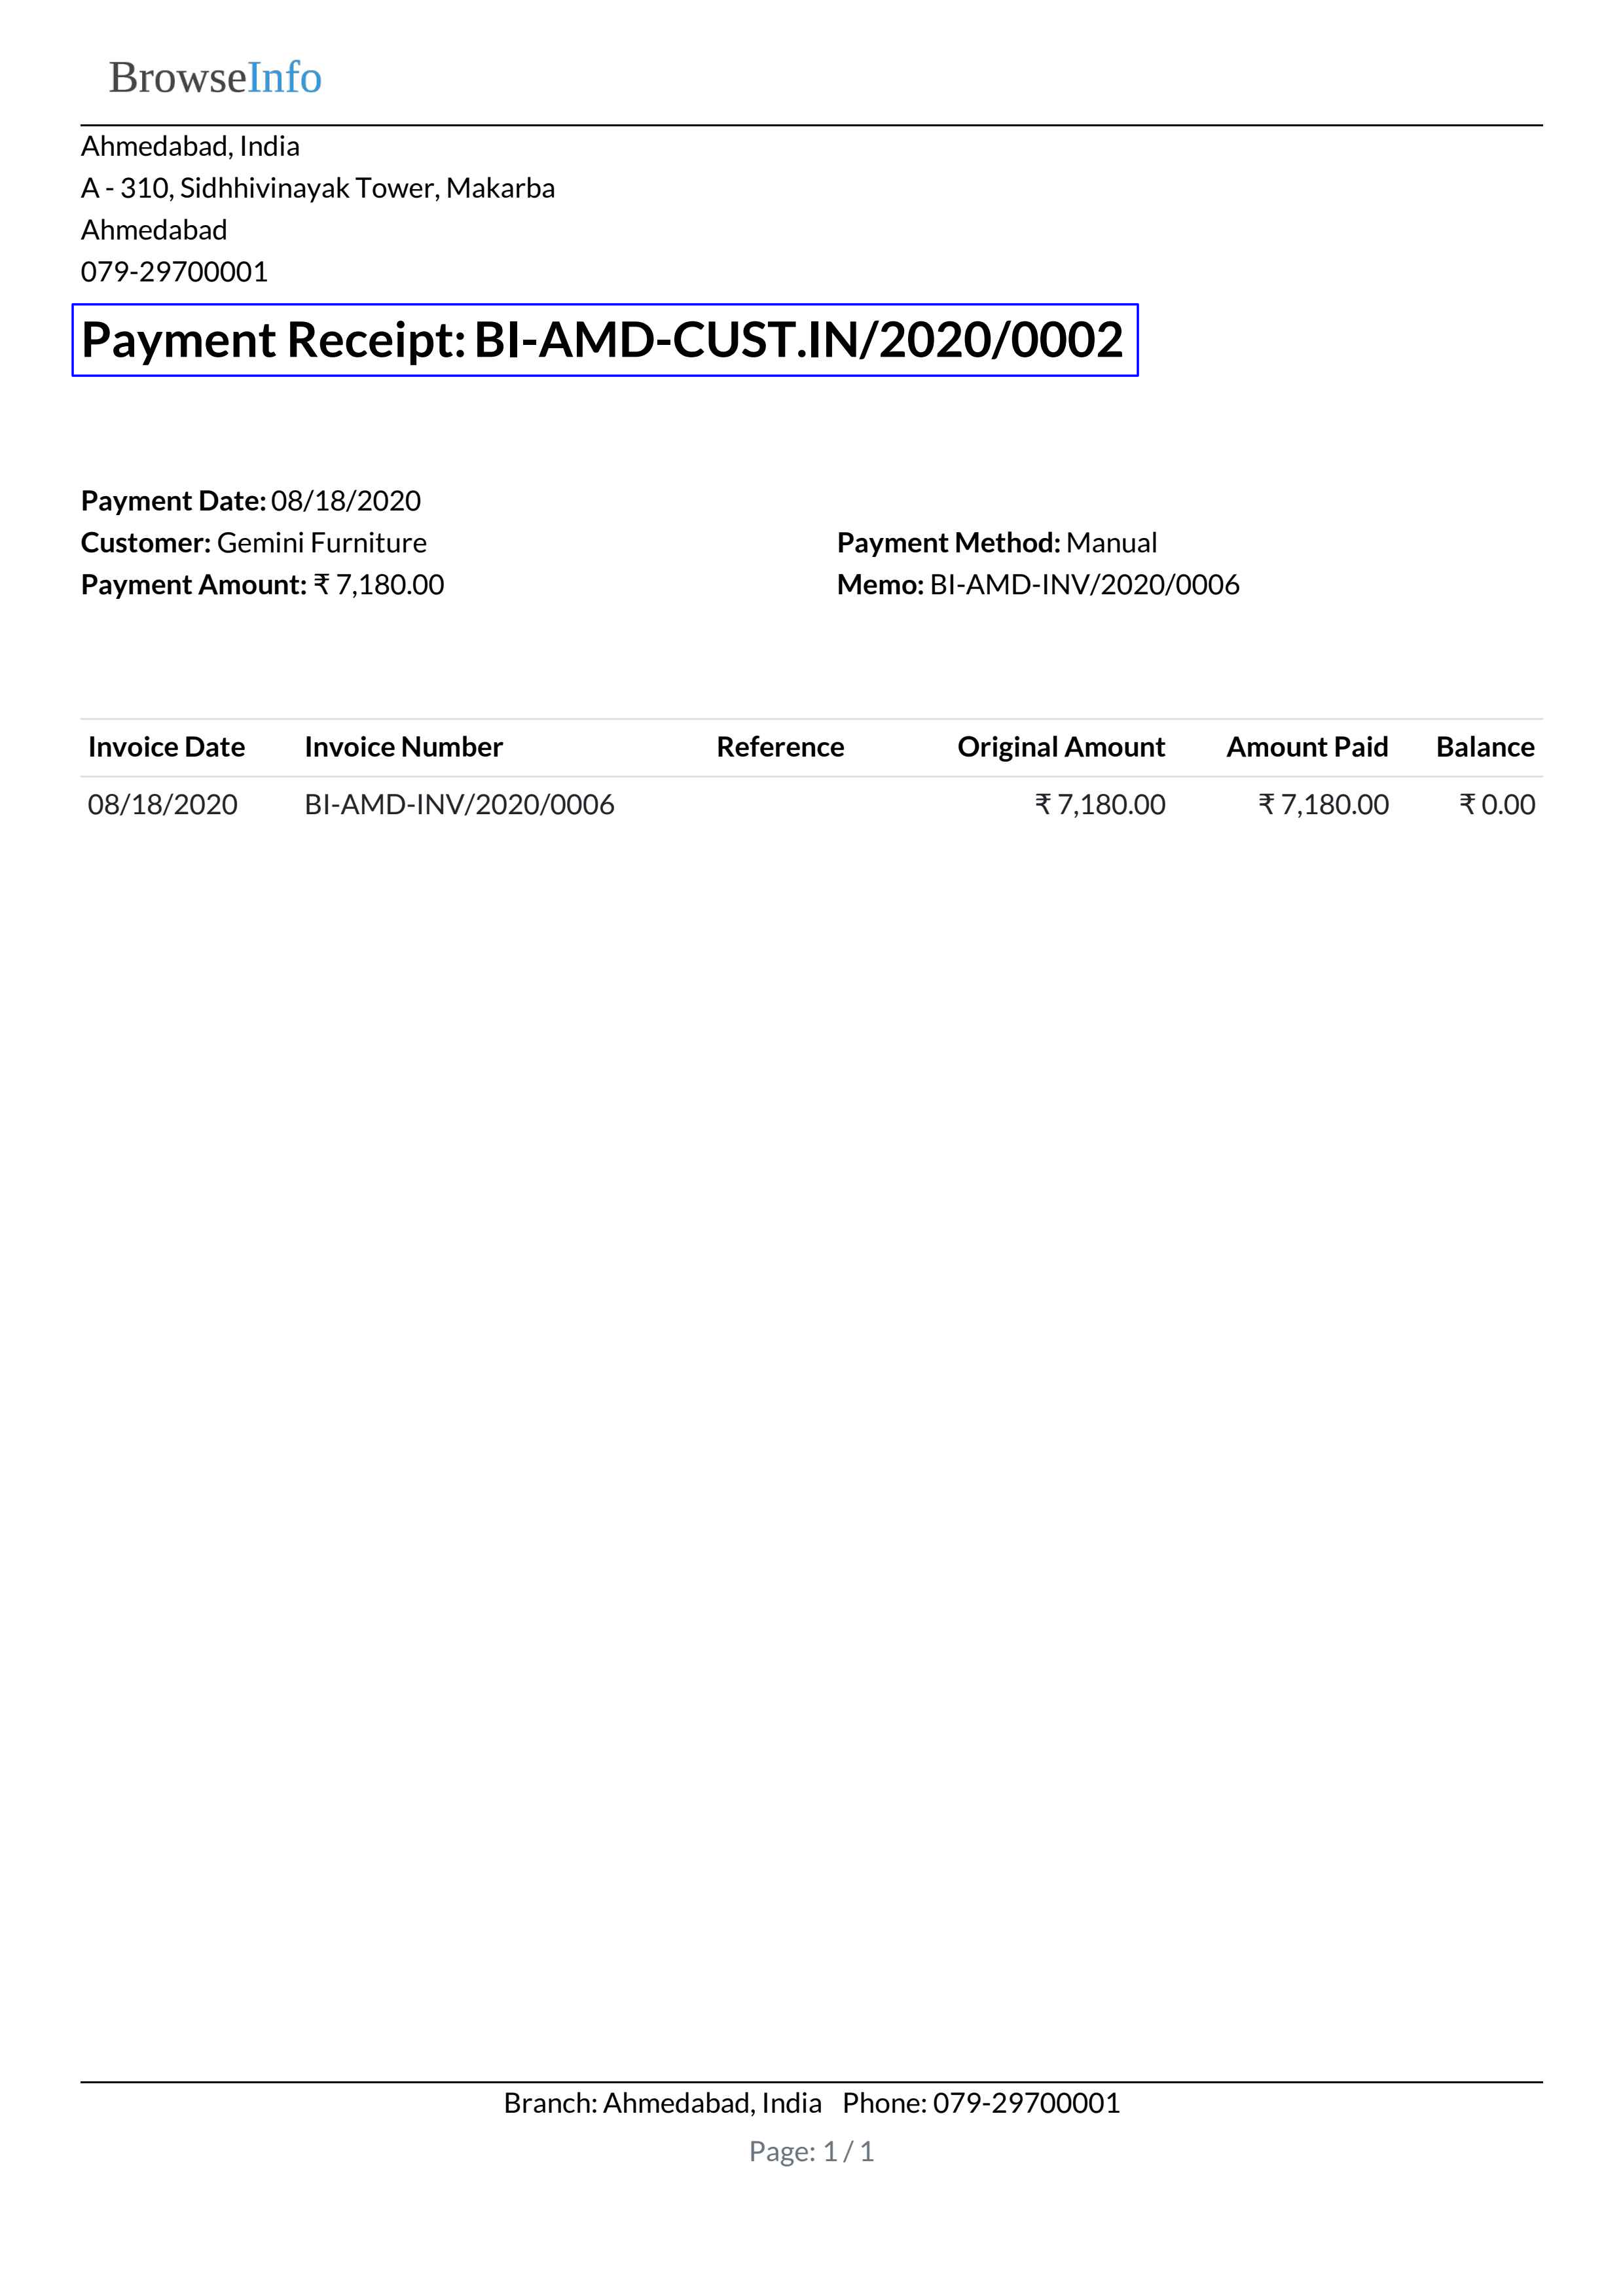 BrowseInfo
Ahmedabad, India
A - 310, Sidhhivinayak Tower, Makarba
Ahmedabad
079-29700001
Payment Receipt: BI-AMD-CUST.IN/2020/0002
Payment Date: 08/18/2020
Customer: Gemini Furniture Payment Method: Manual
Payment Amount: ₹ 7,180.00 Memo: BI-AMD-INV/2020/0006
Invoice Date Invoice Number Reference Original Amount Amount Paid Balance
08/18/2020 BI-AMD-INV/2020/0006 ₹ 7,180.00 ₹ 7,180.00 ₹ 0.00
Branch: Ahmedabad, India Phone: 079-29700001
Page: 1 / 1